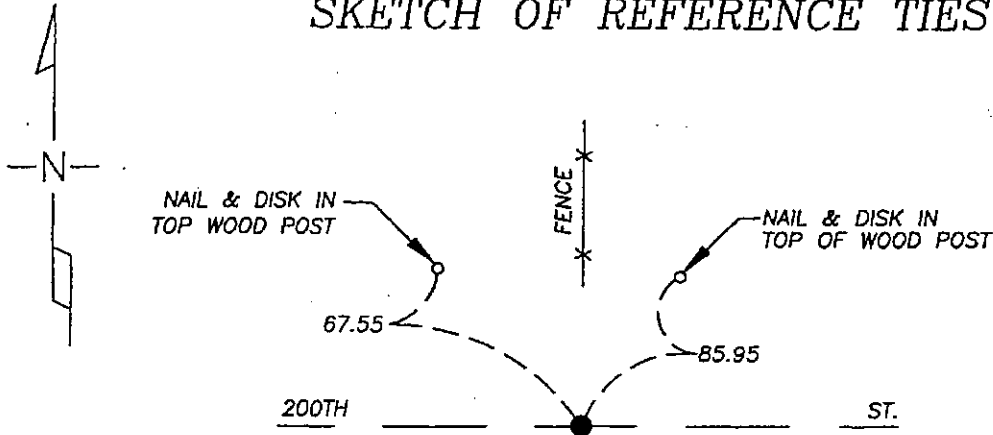 SKETCH OF REFERENCE TIES
N
NAIL & DISK IN
TOP WOOD POST
FENCE
NAIL & DISK IN
TOP OF WOOD POST
67.55
85.95
200TH ST.